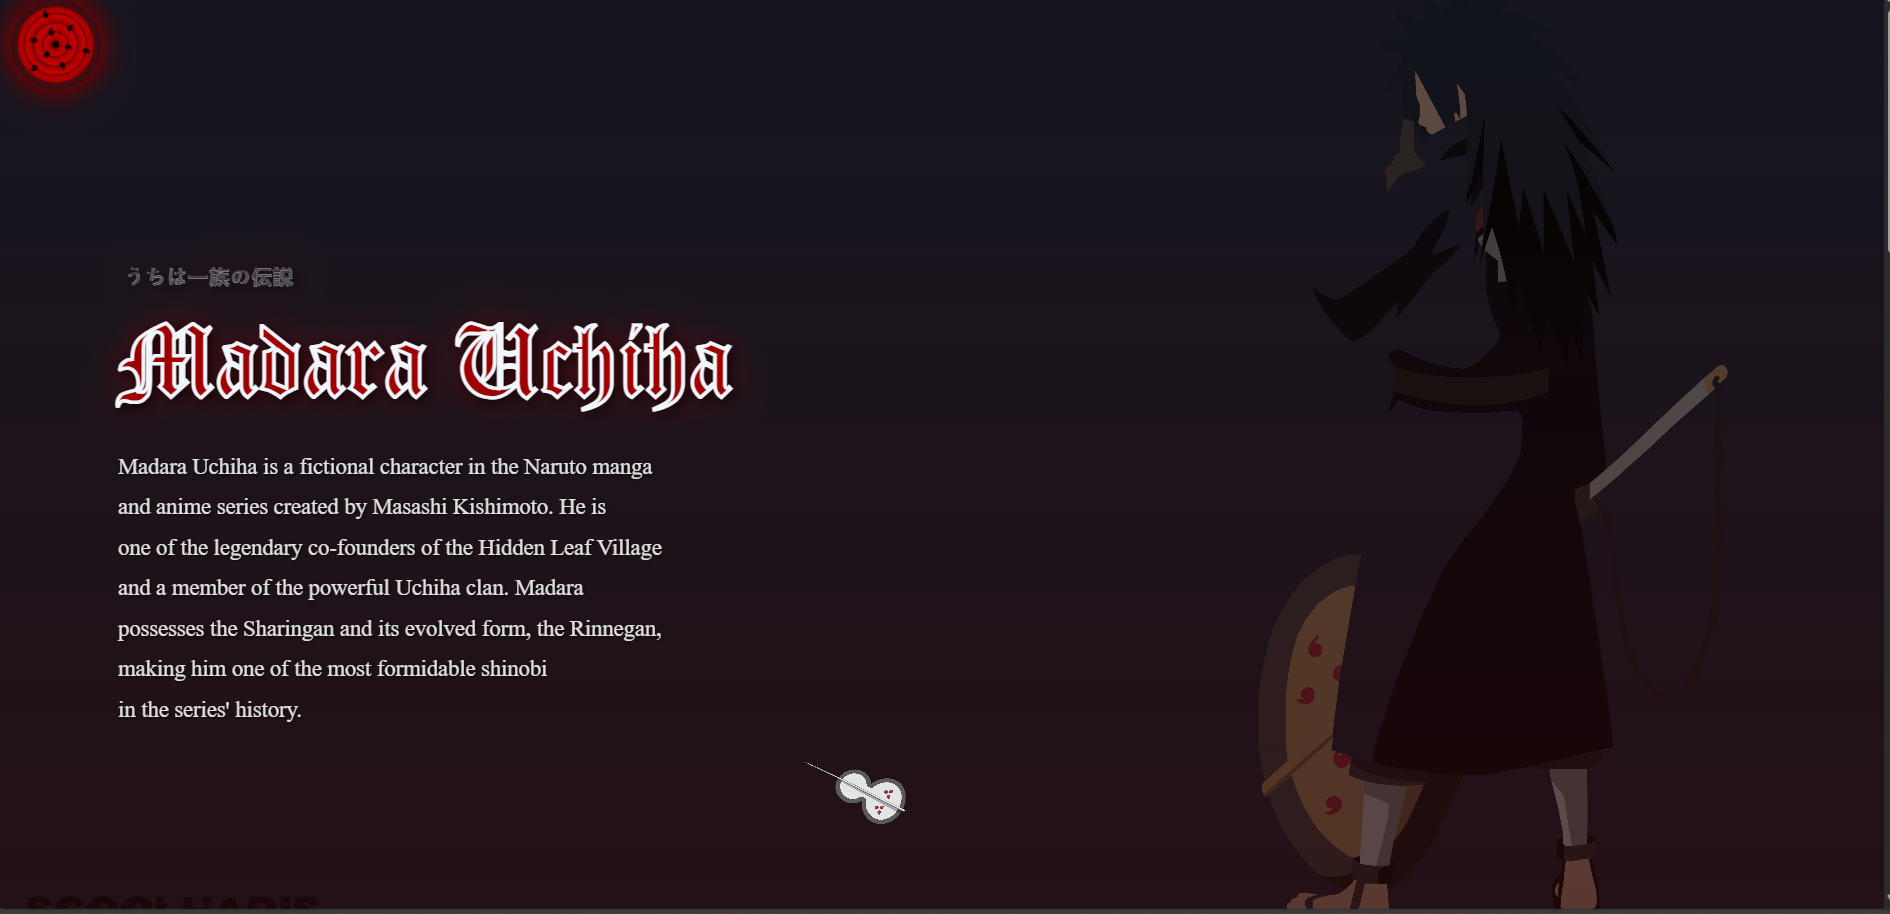 うちは一族の伝説
Madara Uchiha
Madara Uchiha is a fictional character in the Naruto manga
and anime series created by Masashi Kishimoto. He is
one of the legendary co-founders of the Hidden Leaf Village
and a member of the powerful Uchiha clan. Madara
possesses the Sharingan and its evolved form, the Rinnegan,
making him one of the most formidable shinobi
in the series' history.